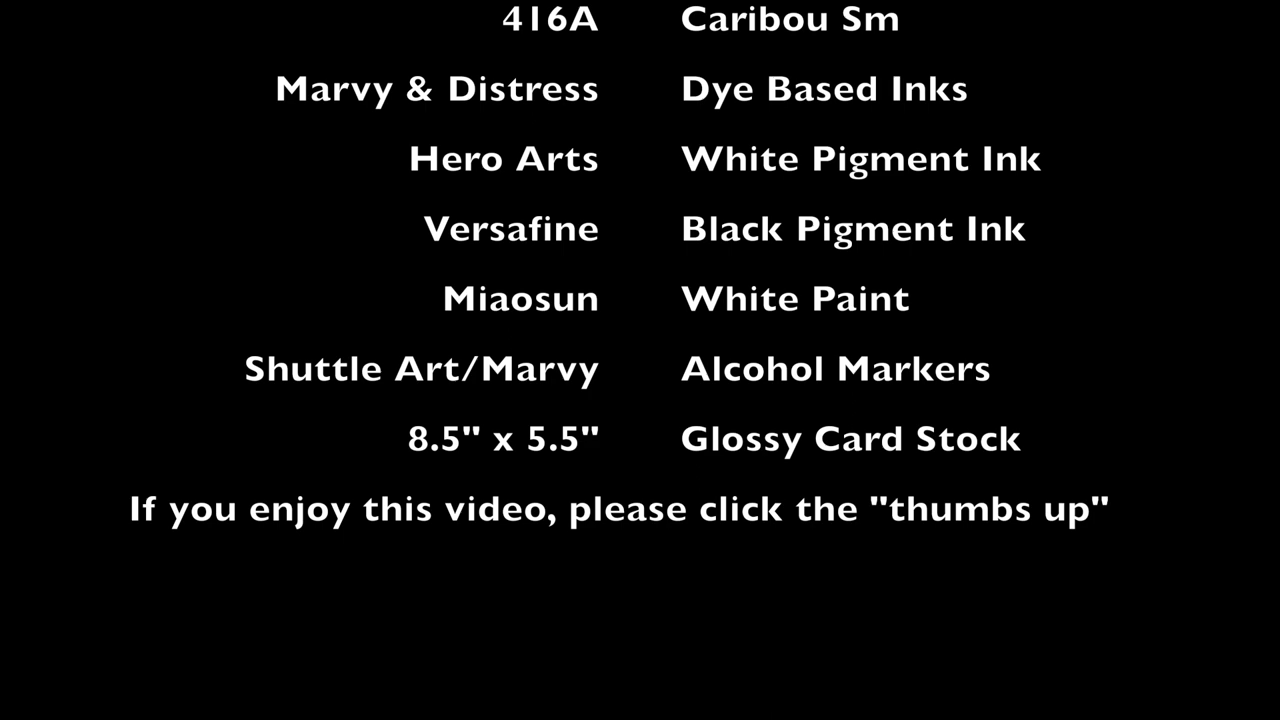 416A Caribou Sm
Marvy & Distress Dye Based Inks
Hero Arts White Pigment Ink
Versafine Black Pigment Ink
Miaosun White Paint
Shuttle Art/Marvy Alcohol Markers
8.5" x 5.5" Glossy Card Stock
If you enjoy this video, please click the "thumbs up"